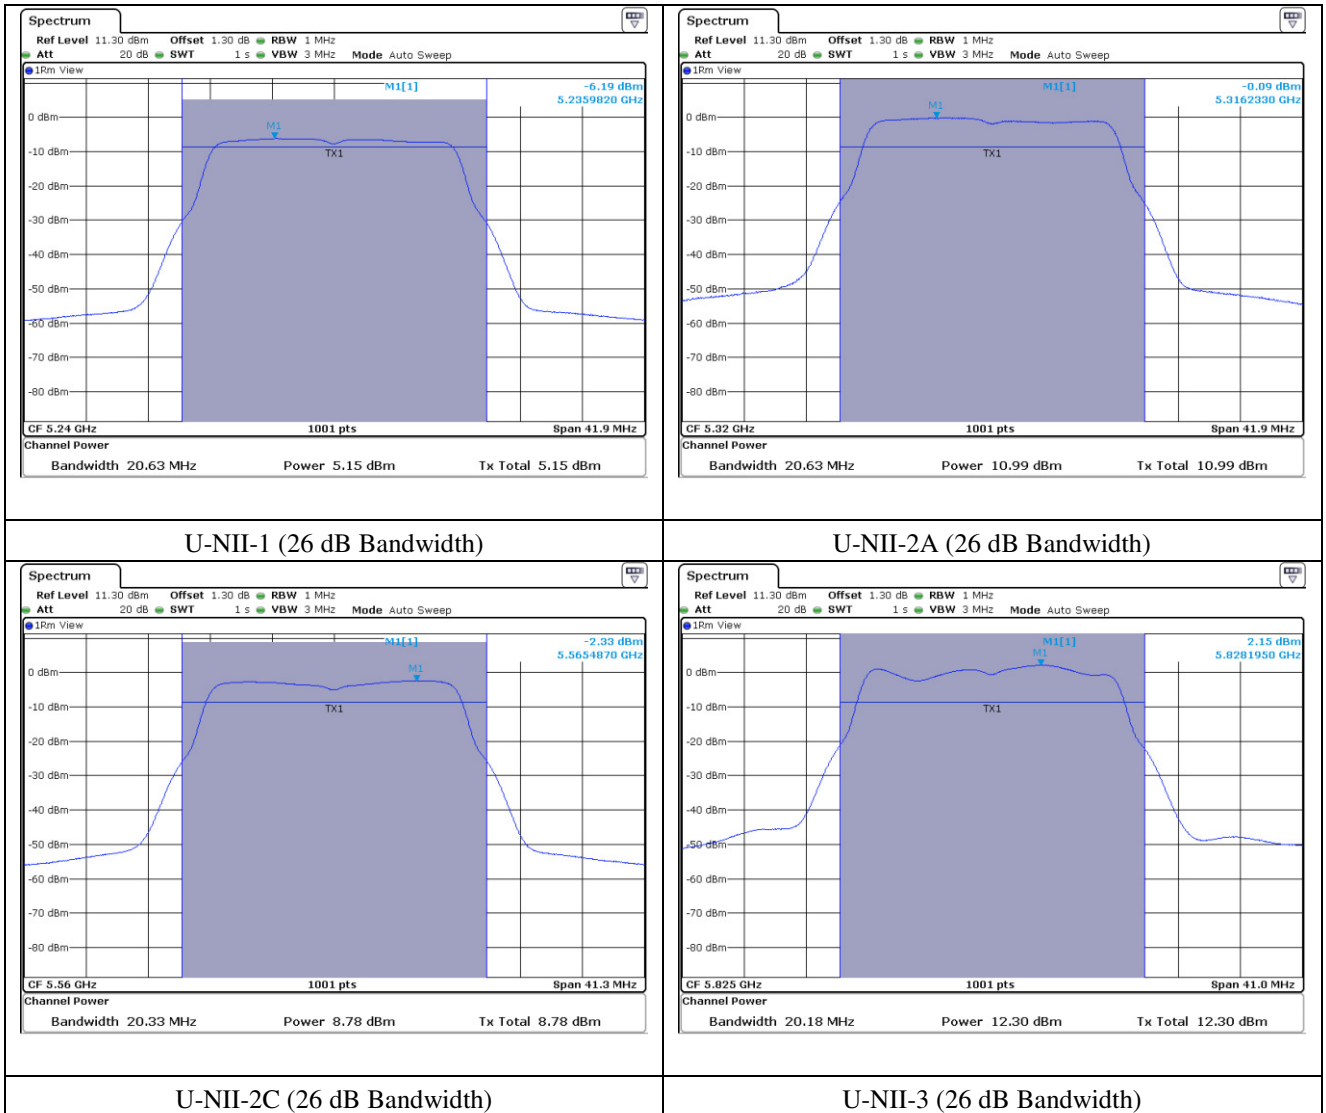 Spectrum
Ref Level 11.30 dBm Offset 1.30 dB RBW 1 MHz
Att 20 dB SWT 1 s VBW 3 MHz Mode Auto Sweep
1Rm View
M1[1] -6.19 dBm
5.2359820 GHz
0 dBm
M1
-10 dBm
TX1
-20 dBm
-30 dBm
-40 dBm
-50 dBm
-60 dBm
-70 dBm
-80 dBm
CF 5.24 GHz 1001 pts Span 41.9 MHz
Channel Power
Bandwidth 20.63 MHz Power 5.15 dBm Tx Total 5.15 dBm
U-NII-1 (26 dB Bandwidth)
Spectrum
Ref Level 11.30 dBm Offset 1.30 dB RBW 1 MHz
Att 20 dB SWT 1 s VBW 3 MHz Mode Auto Sweep
1Rm View
M1[1] -0.09 dBm
5.3162330 GHz
M1
0 dBm
-10 dBm
TX1
-20 dBm
-30 dBm
-40 dBm
-50 dBm
-60 dBm
-70 dBm
-80 dBm
CF 5.32 GHz 1001 pts Span 41.9 MHz
Channel Power
Bandwidth 20.63 MHz Power 10.99 dBm Tx Total 10.99 dBm
U-NII-2A (26 dB Bandwidth)
Spectrum
Ref Level 11.30 dBm Offset 1.30 dB RBW 1 MHz
Att 20 dB SWT 1 s VBW 3 MHz Mode Auto Sweep
1Rm View
M1[1] -2.33 dBm
5.5654870 GHz
M1
0 dBm
-10 dBm
TX1
-20 dBm
-30 dBm
-40 dBm
-50 dBm
-60 dBm
-70 dBm
-80 dBm
CF 5.56 GHz 1001 pts Span 41.3 MHz
Channel Power
Bandwidth 20.33 MHz Power 8.78 dBm Tx Total 8.78 dBm
U-NII-2C (26 dB Bandwidth)
Spectrum
Ref Level 11.30 dBm Offset 1.30 dB RBW 1 MHz
Att 20 dB SWT 1 s VBW 3 MHz Mode Auto Sweep
1Rm View
M1[1] 2.15 dBm
M1 5.8281950 GHz
0 dBm
-10 dBm
TX1
-20 dBm
-30 dBm
-40 dBm
-50 dBm
-60 dBm
-70 dBm
-80 dBm
CF 5.825 GHz 1001 pts Span 41.0 MHz
Channel Power
Bandwidth 20.18 MHz Power 12.30 dBm Tx Total 12.30 dBm
U-NII-3 (26 dB Bandwidth)